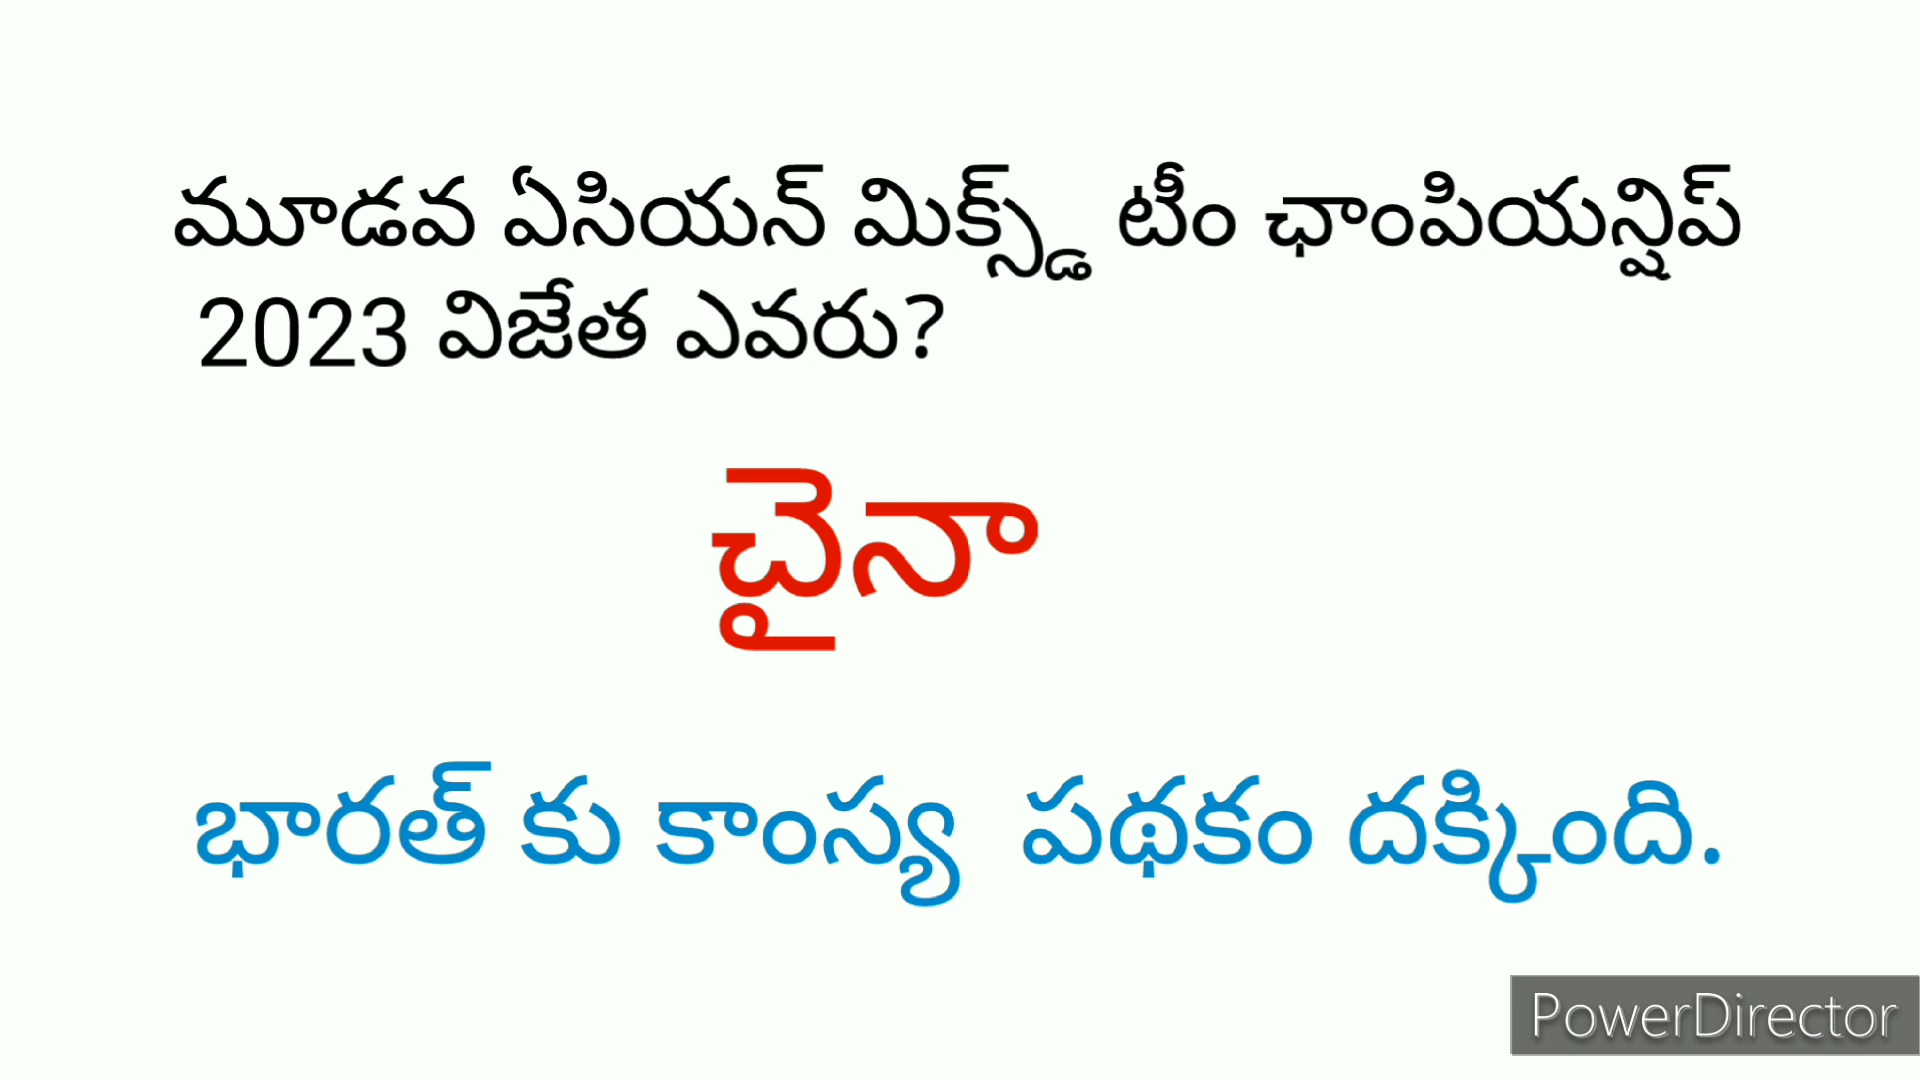 మూడవ ఏసియన్ మిక్స్డ్ టీం ఛాంపియన్షిప్
2023 విజేత ఎవరు?
చైనా
భారత్ కు కాంస్య పథకం దక్కింది.
PowerDirector